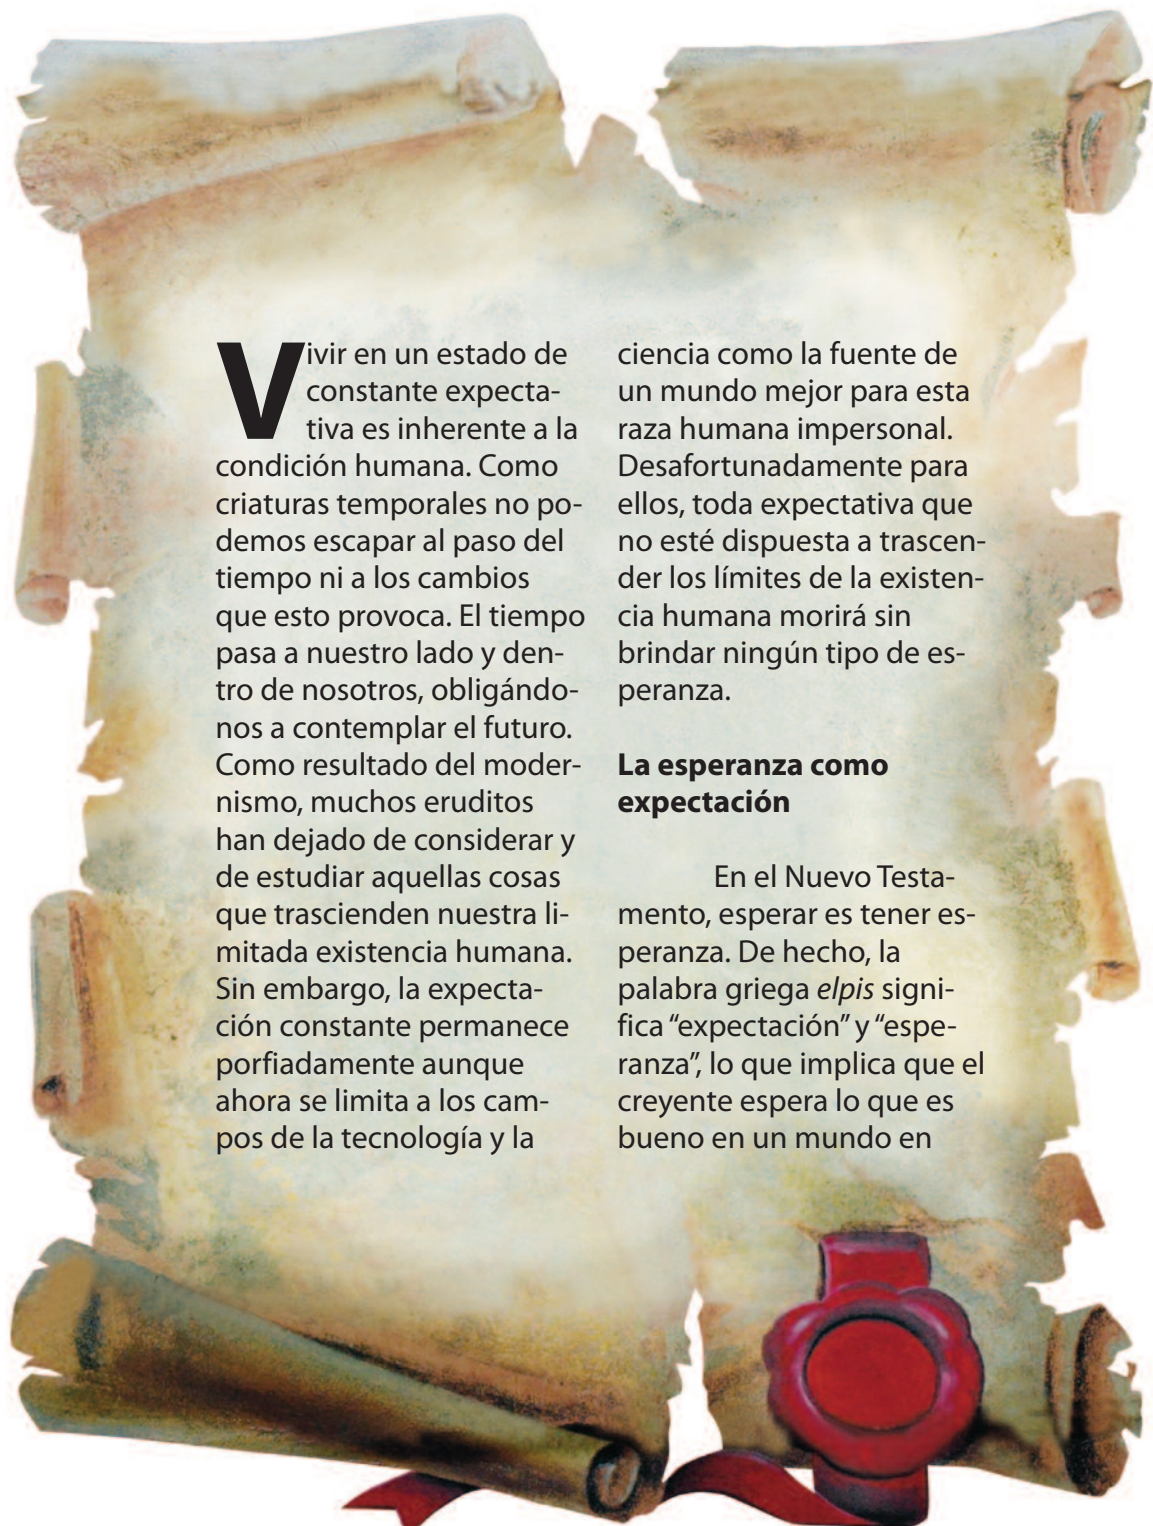 Vivir en un estado de
constante expecta-
tiva es inherente a la
condición humana. Como
criaturas temporales no po-
demos escapar al paso del
tiempo ni a los cambios
que esto provoca. El tiempo
pasa a nuestro lado y den-
tro de nosotros, obligándo-
nos a contemplar el futuro.
Como resultado del moder-
nismo, muchos eruditos
han dejado de considerar y
de estudiar aquellas cosas
que trascienden nuestra li-
mitada existencia humana.
Sin embargo, la expecta-
ción constante permanece
porfiadamente aunque
ahora se limita a los cam-
pos de la tecnología y la
ciencia como la fuente de
un mundo mejor para esta
raza humana impersonal.
Desafortunadamente para
ellos, toda expectativa que
no esté dispuesta a trascen-
der los límites de la existen-
cia humana morirá sin
brindar ningún tipo de es-
peranza.
La esperanza como
expectación
En el Nuevo Testa-
mento, esperar es tener es-
peranza. De hecho, la
palabra griega elpis signi-
fica “expectación” y “espe-
ranza”, lo que implica que el
creyente espera lo que es
bueno en un mundo en